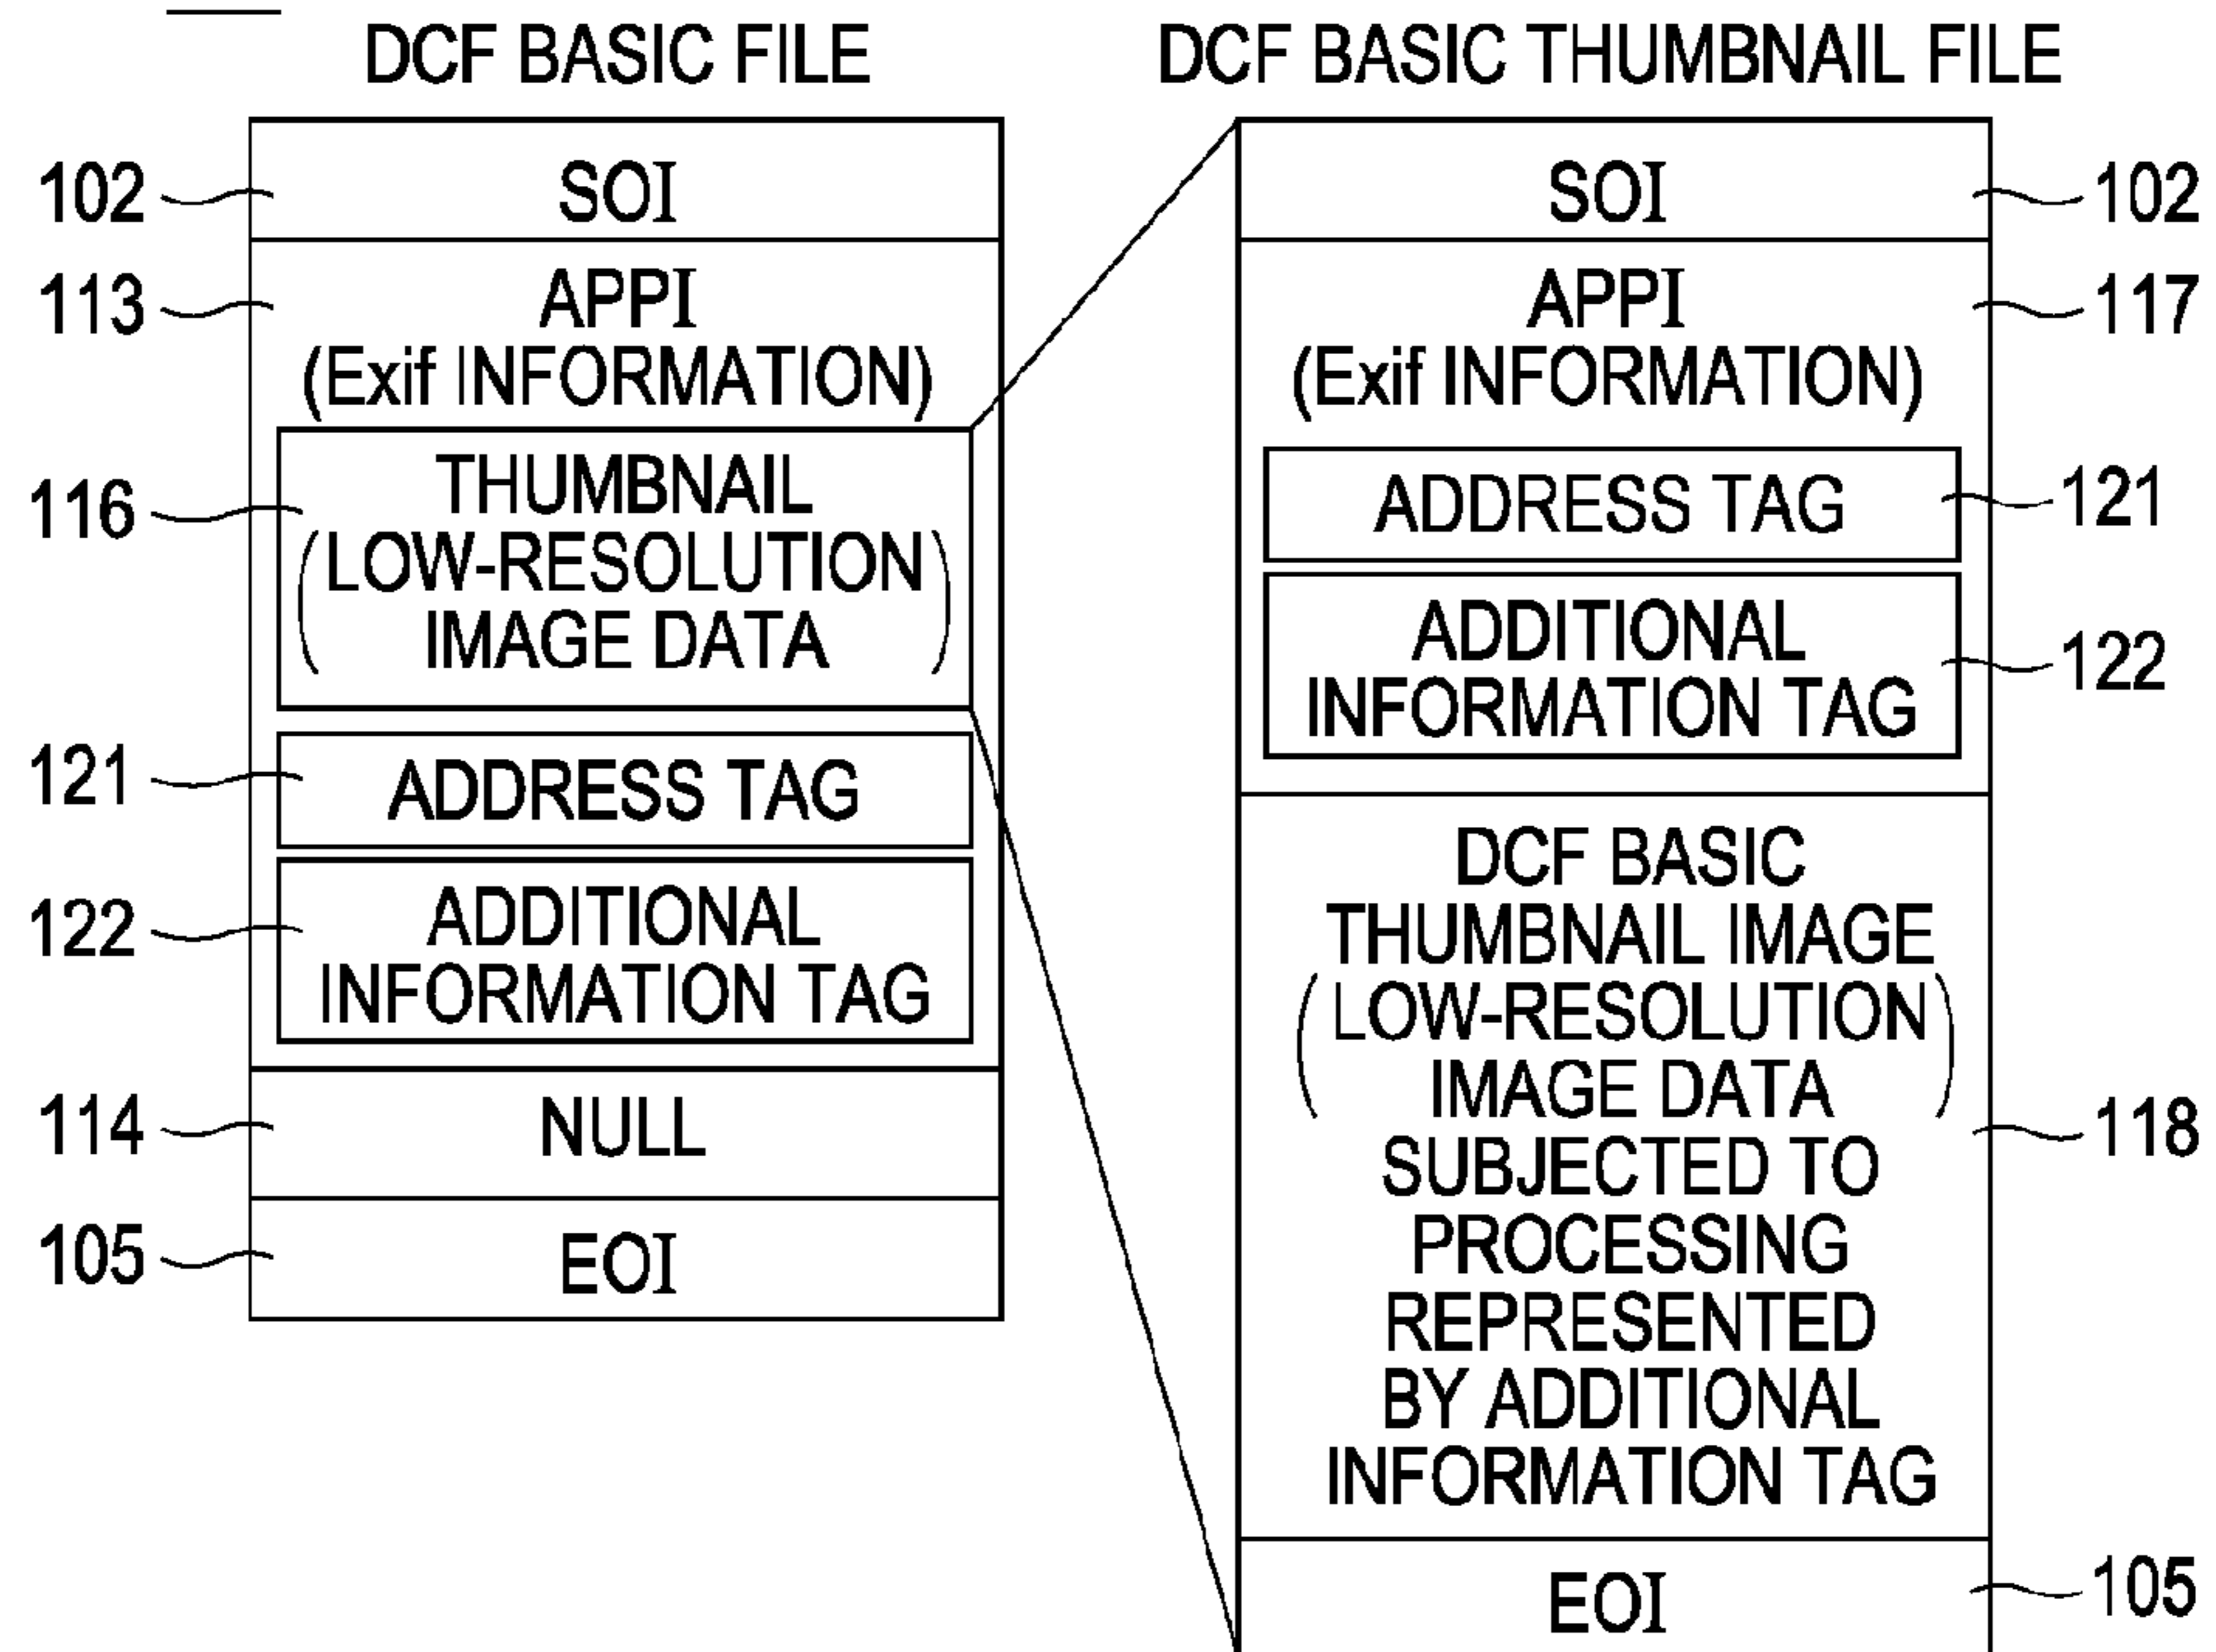 DCF BASIC FILE
102
SOI
113
APPI
(Exif INFORMATION)
116
THUMBNAIL
(LOW-RESOLUTION
IMAGE DATA)
121
ADDRESS TAG
122
ADDITIONAL
INFORMATION TAG
114
NULL
105
EOI
DCF BASIC THUMBNAIL FILE
SOI
102
APPI
117
(Exif INFORMATION)
ADDRESS TAG
121
ADDITIONAL
INFORMATION TAG
122
DCF BASIC
THUMBNAIL IMAGE
(LOW-RESOLUTION
IMAGE DATA)
SUBJECTED TO
118
PROCESSING
REPRESENTED
BY ADDITIONAL
INFORMATION TAG
EOI
105